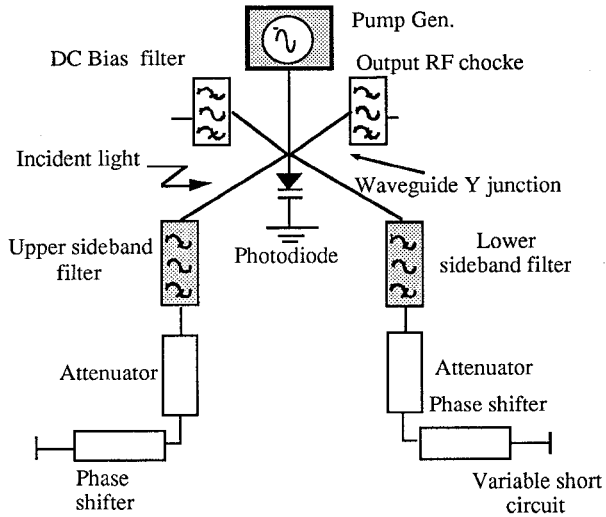 Pump Gen.
DC Bias filter
Output RF chocke
Incident light
Waveguide Y junction
Upper sideband
filter
Photodiode
Lower
sideband filter
Attenuator
Attenuator
Phase shifter
Phase
shifter
Variable short
circuit